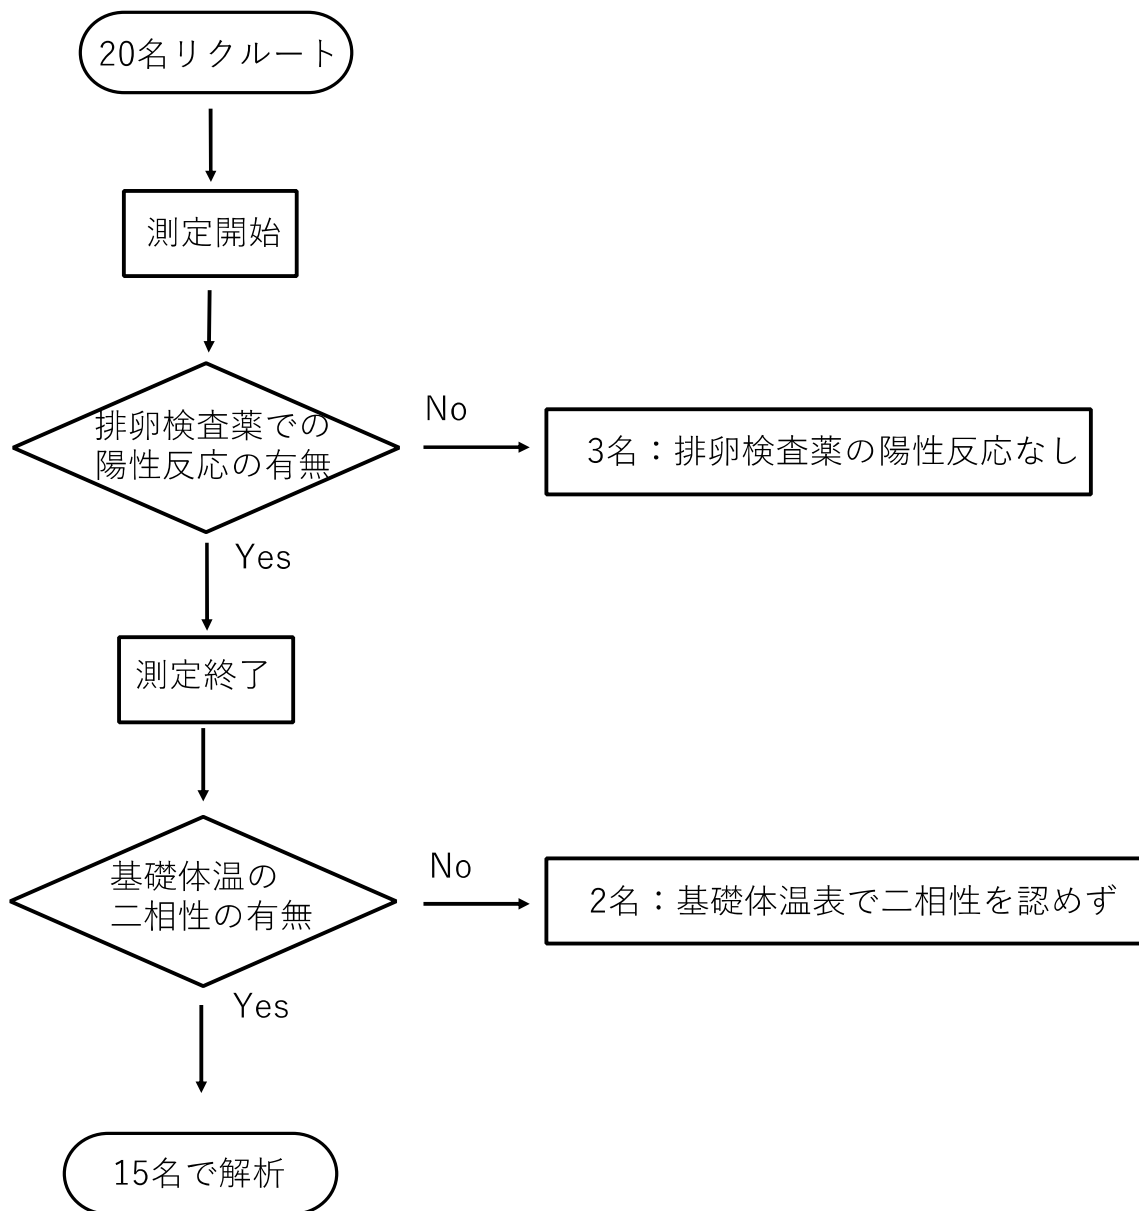 20名リクルート
測定開始
排卵検査薬での
陽性反応の有無
No
3名：排卵検査薬の陽性反応なし
Yes
測定終了
基礎体温の
二相性の有無
No
2名：基礎体温表で二相性を認めず
Yes
15名で解析